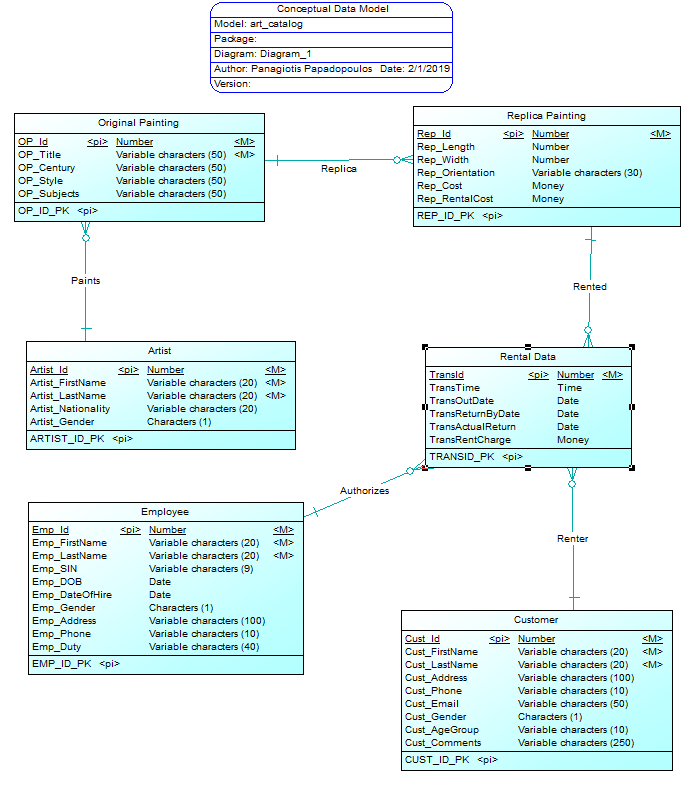 Conceptual Data Model
Model: art_catalog
Package:
Diagram: Diagram_1
Author: Panagiotis Papadopoulos Date: 2/1/2019
Version:
Original Painting
OP_Id <pi> Number <M>
OP_Title Variable characters (50) <M>
OP_Century Variable characters (50)
OP_Style Variable characters (50)
OP_Subjects Variable characters (50)
OP_ID_PK <pi>
Replica
Replica Painting
Rep_Id <pi> Number <M>
Rep_Length Number
Rep_Width Number
Rep_Orientation Variable characters (30)
Rep_Cost Money
Rep_RentalCost Money
REP_ID_PK <pi>
Paints
Rented
Artist
Artist_Id <pi> Number <M>
Artist_FirstName Variable characters (20) <M>
Artist_LastName Variable characters (20) <M>
Artist_Nationality Variable characters (20)
Artist_Gender Characters (1)
ARTIST_ID_PK <pi>
Rental Data
TransId <pi> Number <M>
TransTime Time
TransOutDate Date
TransReturnByDate Date
TransActualReturn Date
TransRentCharge Money
TRANSID_PK <pi>
Authorizes
Employee
Emp_Id <pi> Number <M>
Emp_FirstName Variable characters (20) <M>
Emp_LastName Variable characters (20) <M>
Emp_SIN Variable characters (9)
Emp_DOB Date
Emp_DateOfHire Date
Emp_Gender Characters (1)
Emp_Address Variable characters (100)
Emp_Phone Variable characters (10)
Emp_Duty Variable characters (40)
EMP_ID_PK <pi>
Renter
Customer
Cust_Id <pi> Number <M>
Cust_FirstName Variable characters (20) <M>
Cust_LastName Variable characters (20) <M>
Cust_Address Variable characters (100)
Cust_Phone Variable characters (10)
Cust_Email Variable characters (50)
Cust_Gender Characters (1)
Cust_AgeGroup Variable characters (10)
Cust_Comments Variable characters (250)
CUST_ID_PK <pi>